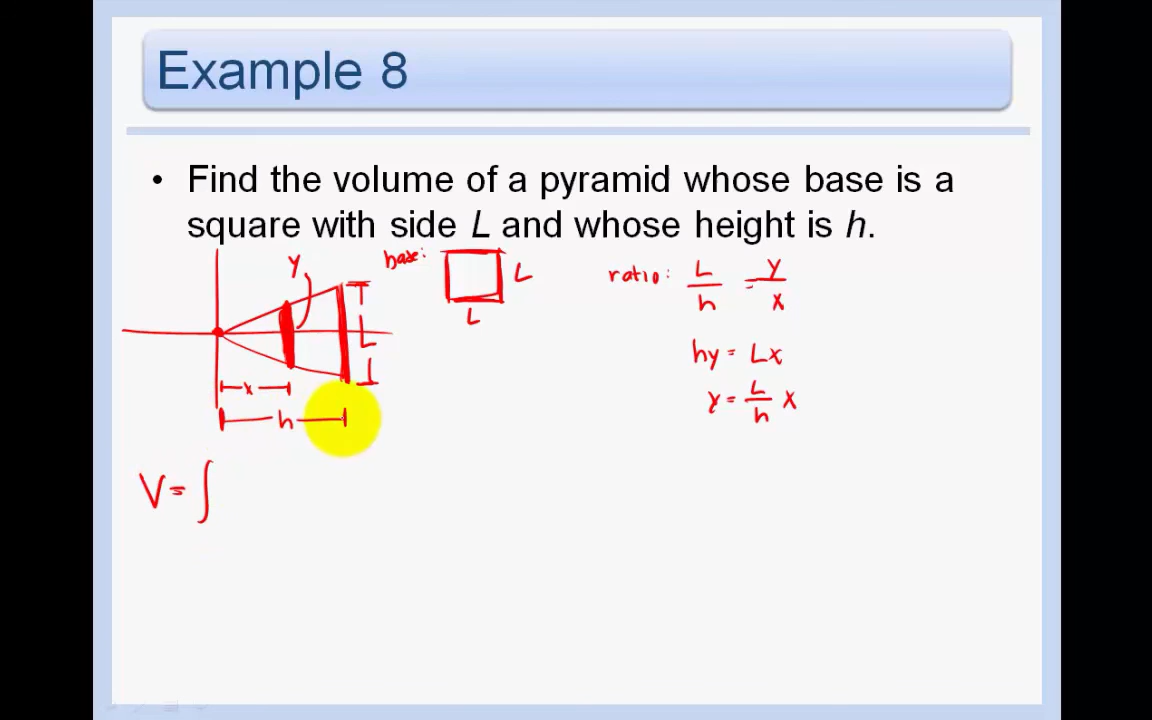 Example 8
• Find the volume of a pyramid whose base is a
square with side L and whose height is h.
y
L
x
h
base:
L
L
ratio: L/h = y/x
hy = Lx
y = L/h x
V = ∫